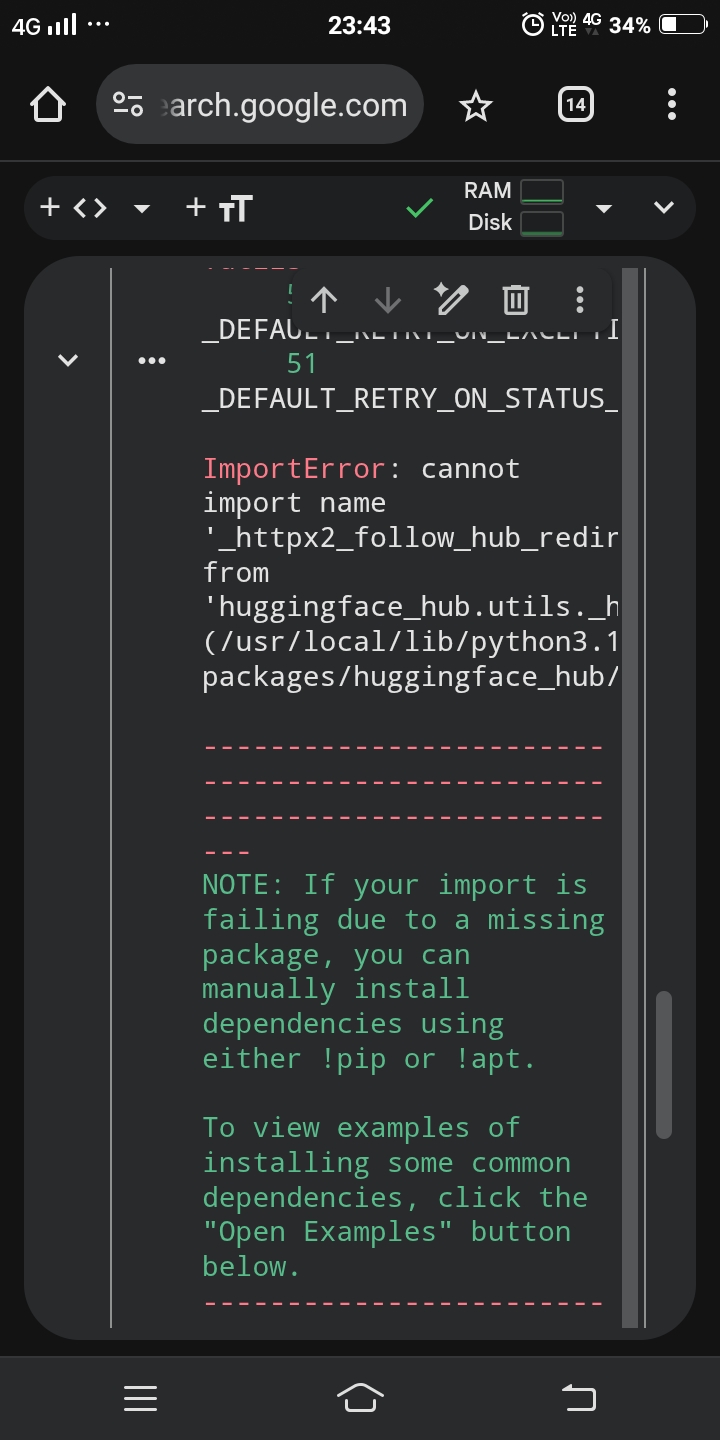 4G
23:43
Vo))
LTE
4G
34%
arch.google.com
14
RAM
Disk
51
_DEFAULT_RETRY_ON_STATUS_
ImportError: cannot
import name
'_httpx2_follow_hub_redir
from
'huggingface_hub.utils._h
(/usr/local/lib/python3.1
packages/huggingface_hub/
------------------------
------------------------
------------------------
---
NOTE: If your import is
failing due to a missing
package, you can
manually install
dependencies using
either !pip or !apt.
To view examples of
installing some common
dependencies, click the
"Open Examples" button
below.
------------------------